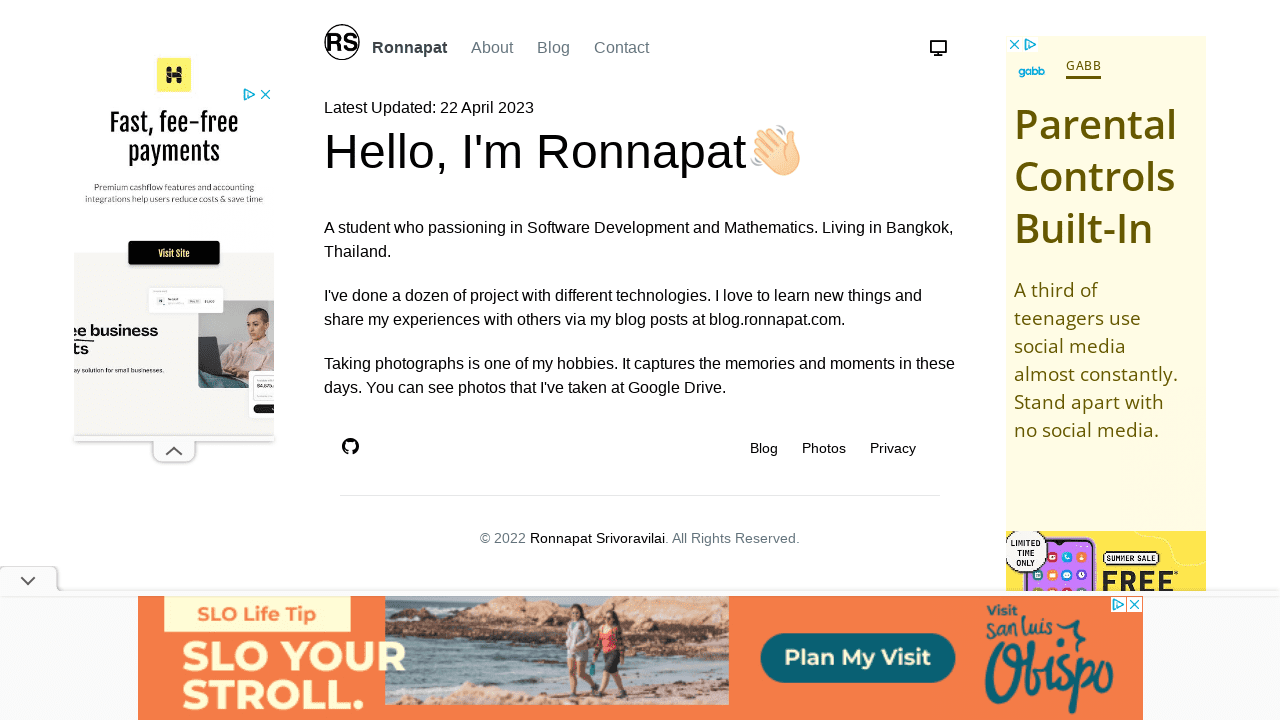 RS
Ronnapat About Blog Contact
Latest Updated: 22 April 2023
Hello, I'm Ronnapat
A student who passioning in Software Development and Mathematics. Living in Bangkok,
Thailand.
I've done a dozen of project with different technologies. I love to learn new things and
share my experiences with others via my blog posts at blog.ronnapat.com.
Taking photographs is one of my hobbies. It captures the memories and moments in these
days. You can see photos that I've taken at Google Drive.
Blog Photos Privacy
© 2022 Ronnapat Srivoravilai. All Rights Reserved.
Fast, fee-free
payments
Premium cashflow features and accounting
integrations help users reduce costs & save time
Visit Site
ee business
ts
ay solution for small businesses.
gabb
GABB
Parental
Controls
Built-In
A third of
teenagers use
social media
almost constantly.
Stand apart with
no social media.
LIMITED
TIME
ONLY
SUMMER SALE
FREE
SLO Life Tip
SLO YOUR
STROLL.
Plan My Visit
Visit
San Luis
Obispo